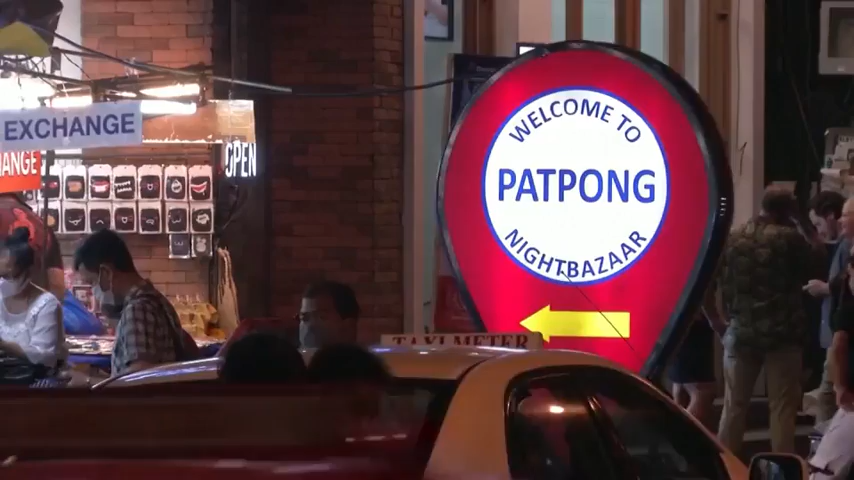 EXCHANGE
ANGE
OPEN
WELCOME TO
PATPONG
NIGHTBAZAAR
TAXI METER